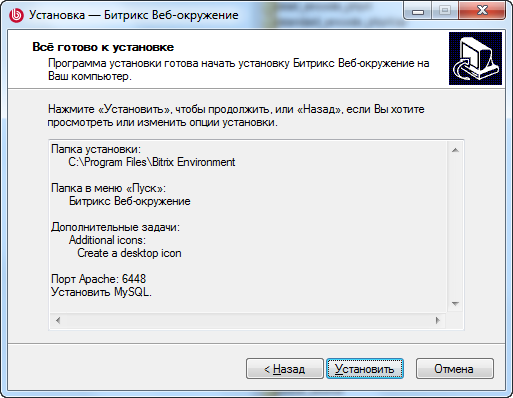 Установка — Битрикс Веб-окружение
Всё готово к установке
Программа установки готова начать установку Битрикс Веб-окружение на
Ваш компьютер.
Нажмите «Установить», чтобы продолжить, или «Назад», если Вы хотите
просмотреть или изменить опции установки.
Папка установки:
C:\Program Files\Bitrix Environment
Папка в меню «Пуск»:
Битрикс Веб-окружение
Дополнительные задачи:
Additional icons:
Create a desktop icon
Порт Apache: 6448
Установить MySQL.
< Назад
Установить
Отмена